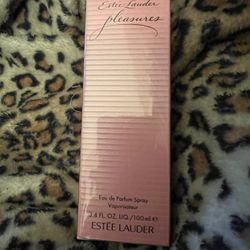 Estée Lauder
pleasures
Eau de Parfum Spray
Vaporisateur
3.4 FL. OZ. LIQ./100 ml ℮
ESTĒE LAUDER